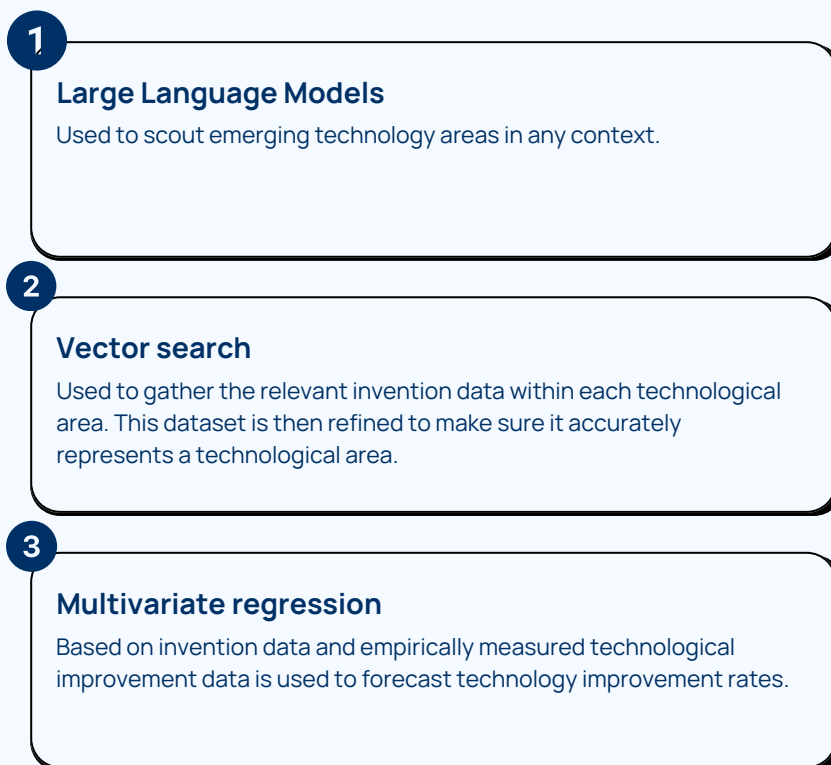 1
Large Language Models
Used to scout emerging technology areas in any context.
2
Vector search
Used to gather the relevant invention data within each technological
area. This dataset is then refined to make sure it accurately
represents a technological area.
3
Multivariate regression
Based on invention data and empirically measured technological
improvement data is used to forecast technology improvement rates.